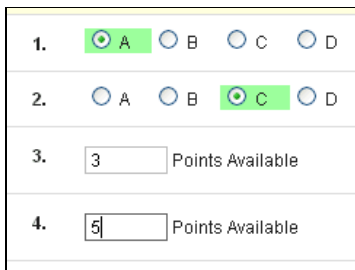 1. A B C D
2. A B C D
3. 3 Points Available
4. 5 Points Available